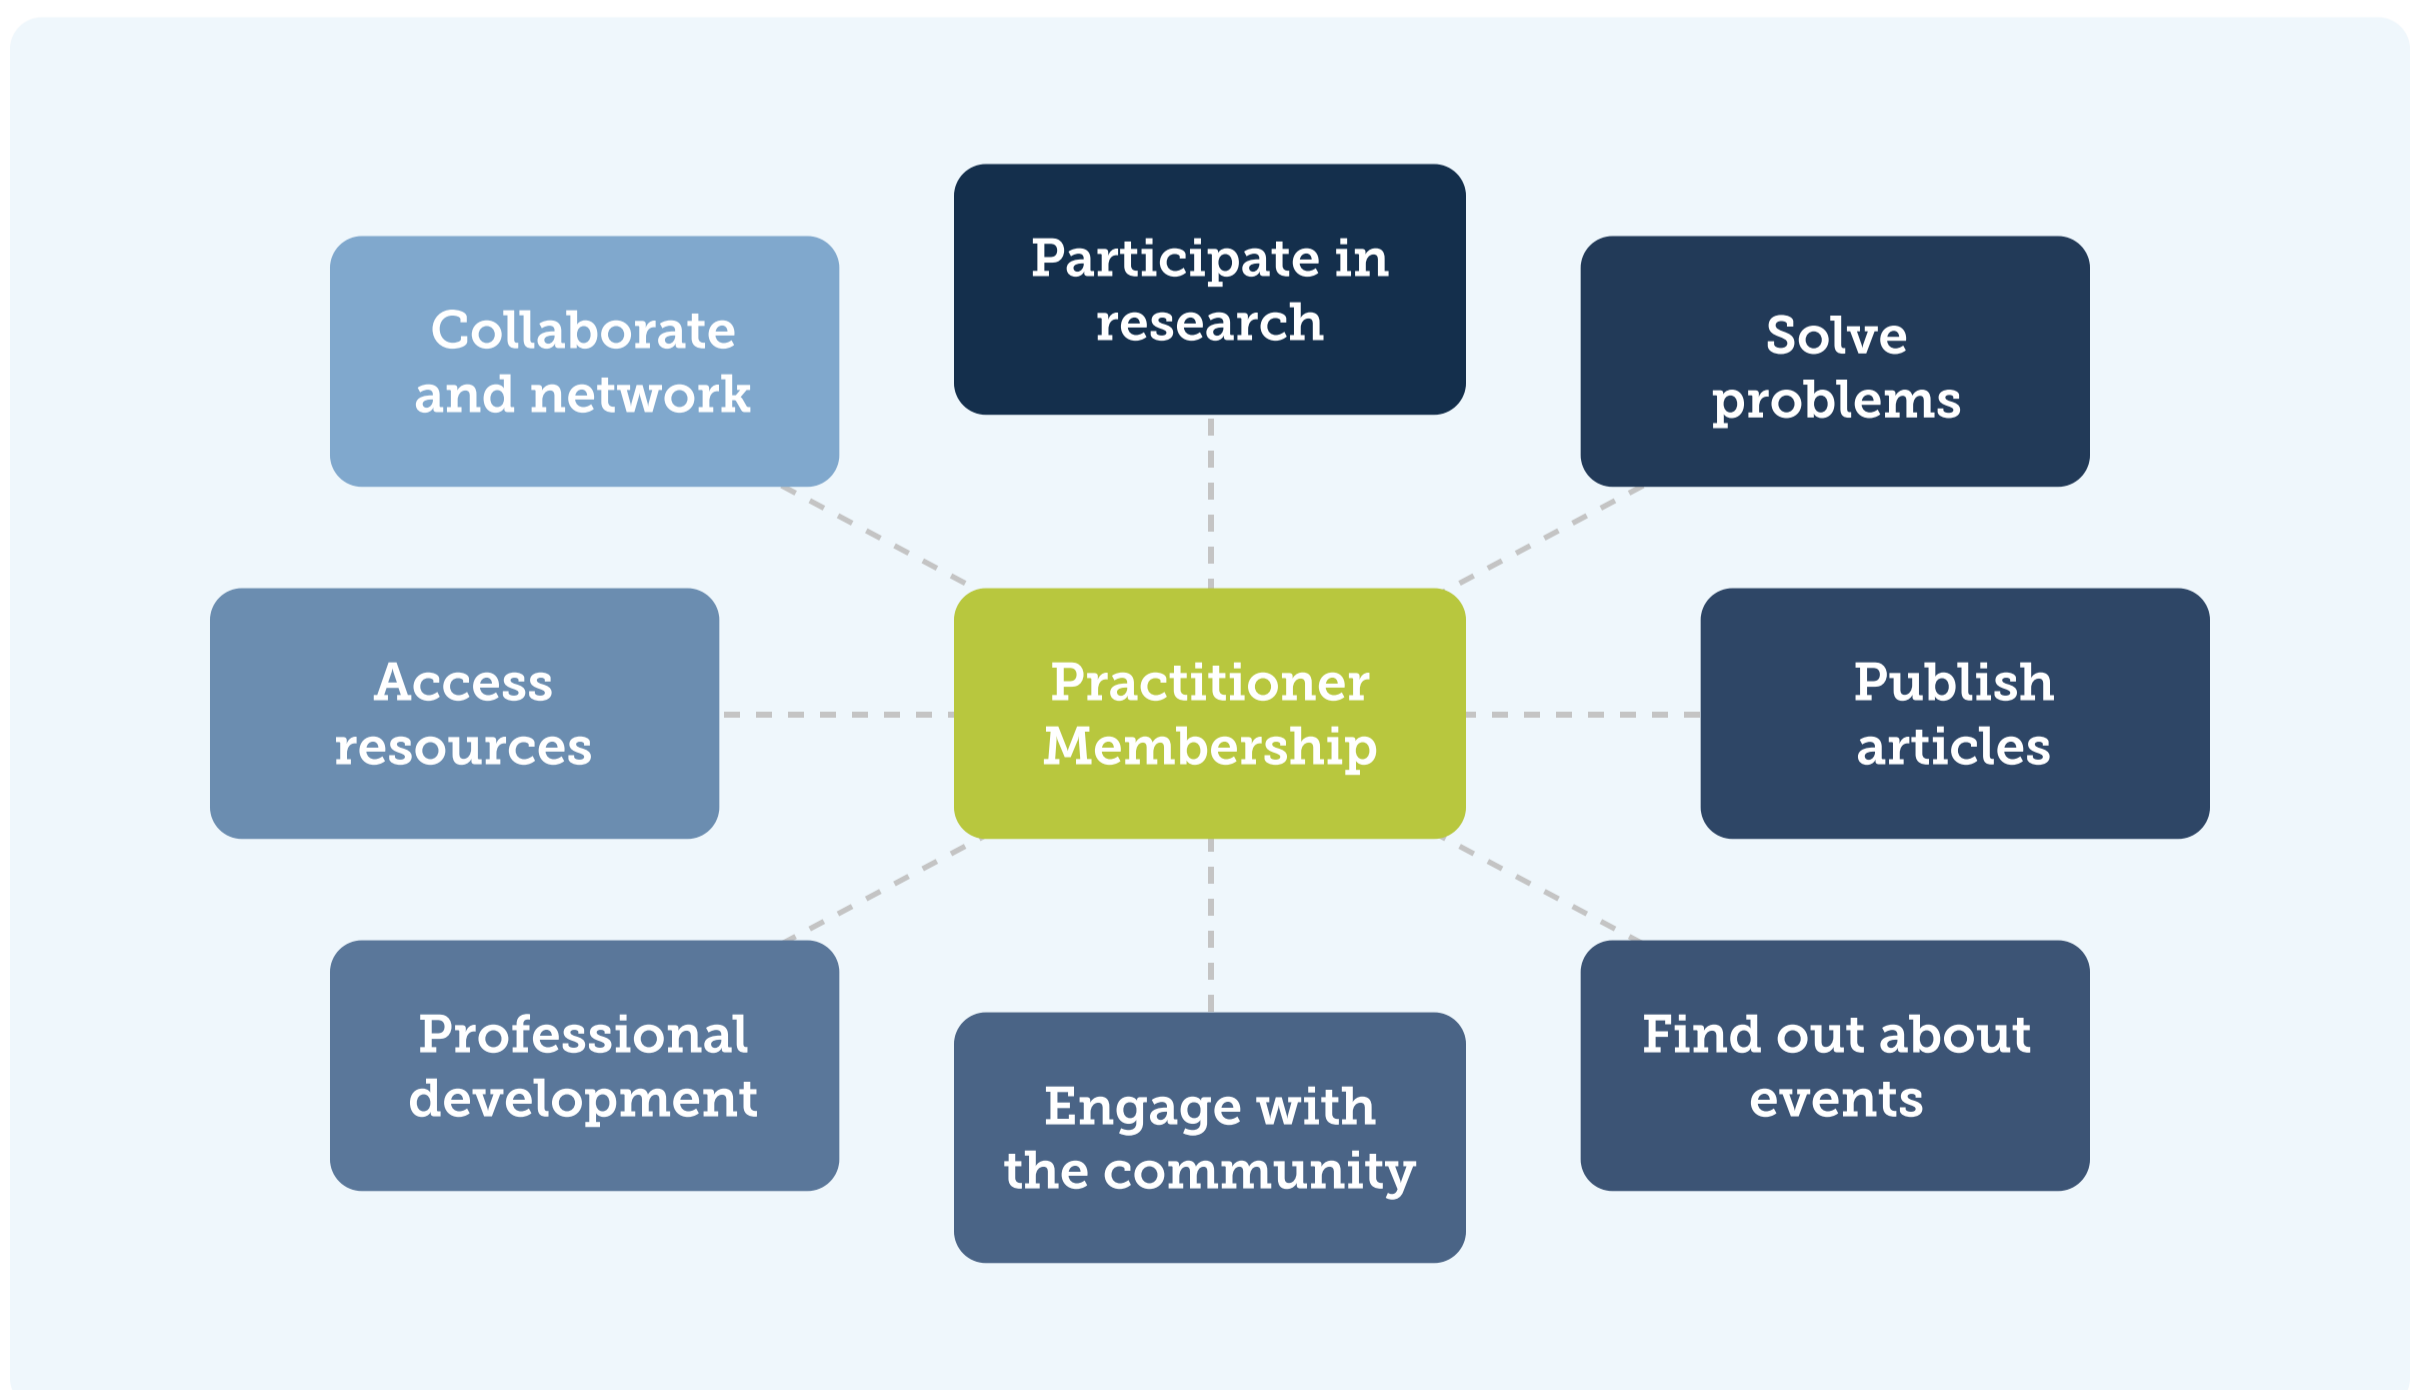 Participate in
research
Collaborate
and network
Solve
problems
Access
resources
Practitioner
Membership
Publish
articles
Professional
development
Find out about
events
Engage with
the community